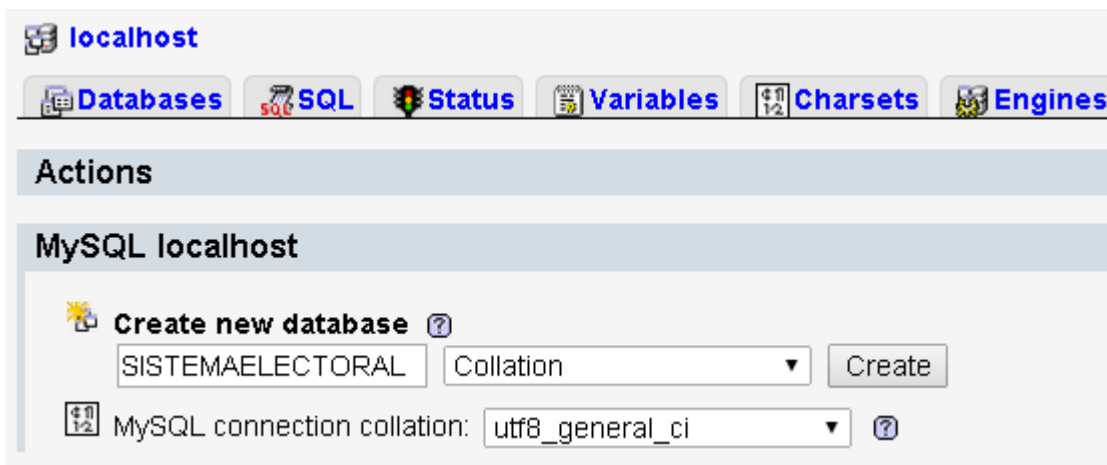 localhost
Databases SQL Status Variables Charsets Engines
Actions
MySQL localhost
Create new database ?
SISTEMAELECTORAL Collation Create
MySQL connection collation: utf8_general_ci ?